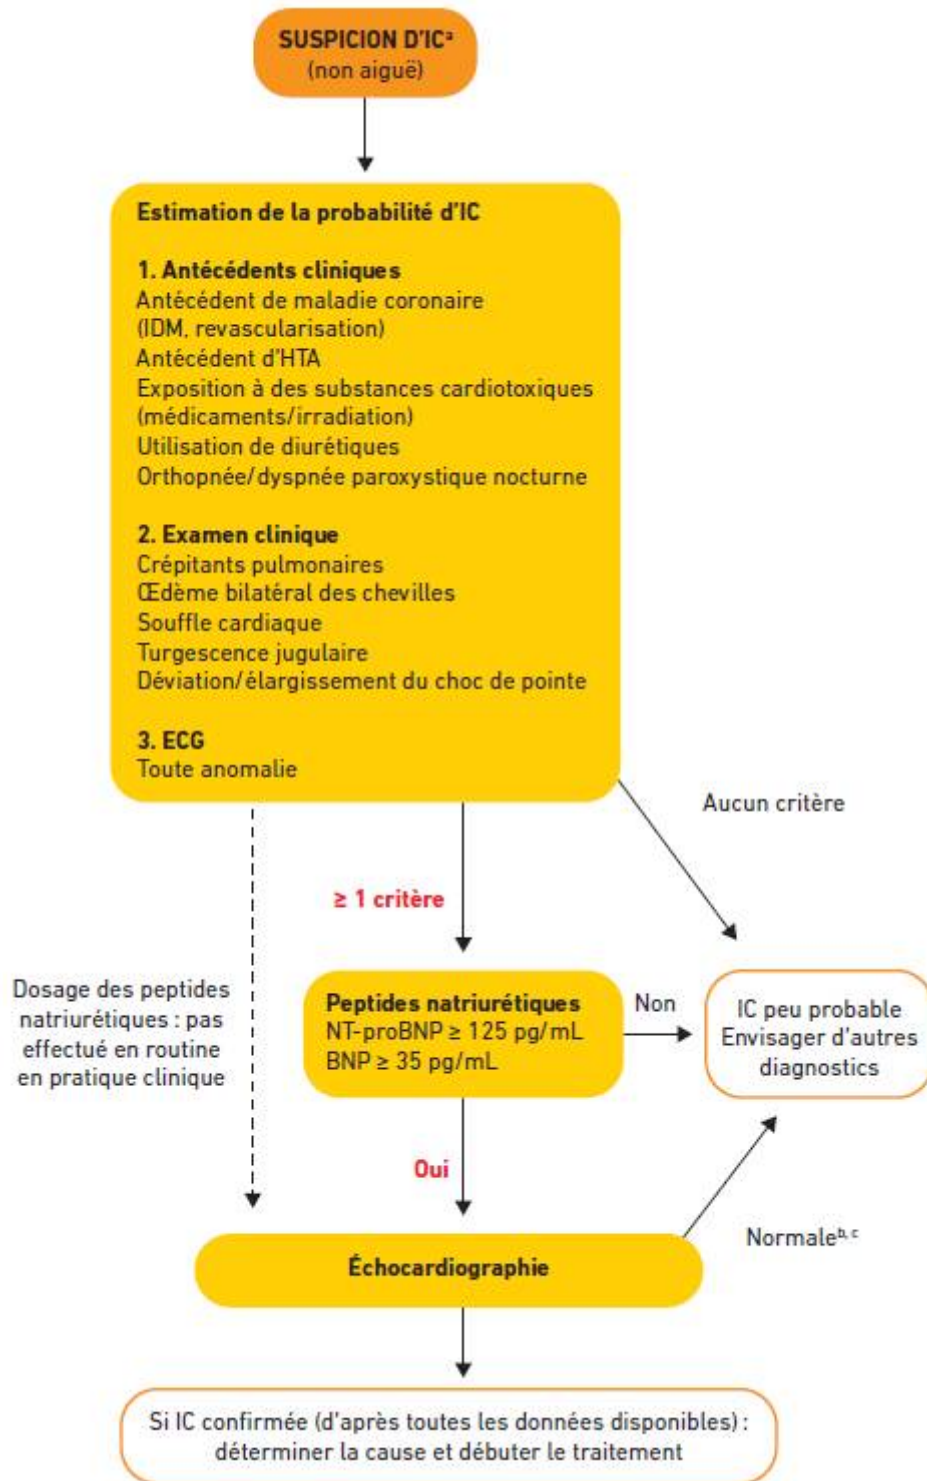 SUSPICION D'ICᵃ
(non aiguë)
Estimation de la probabilité d'IC
1. Antécédents cliniques
Antécédent de maladie coronaire
(IDM, revascularisation)
Antécédent d'HTA
Exposition à des substances cardiotoxiques
(médicaments/irradiation)
Utilisation de diurétiques
Orthopnée/dyspnée paroxystique nocturne
2. Examen clinique
Crépitants pulmonaires
Œdème bilatéral des chevilles
Souffle cardiaque
Turgescence jugulaire
Déviation/élargissement du choc de pointe
3. ECG
Toute anomalie
Aucun critère
≥ 1 critère
Dosage des peptides
natriurétiques : pas
effectué en routine
en pratique clinique
Peptides natriurétiques
NT-proBNP ≥ 125 pg/mL
BNP ≥ 35 pg/mL
Non
IC peu probable
Envisager d'autres
diagnostics
Oui
Normaleᵇ, ᶜ
Échocardiographie
Si IC confirmée (d'après toutes les données disponibles) :
déterminer la cause et débuter le traitement